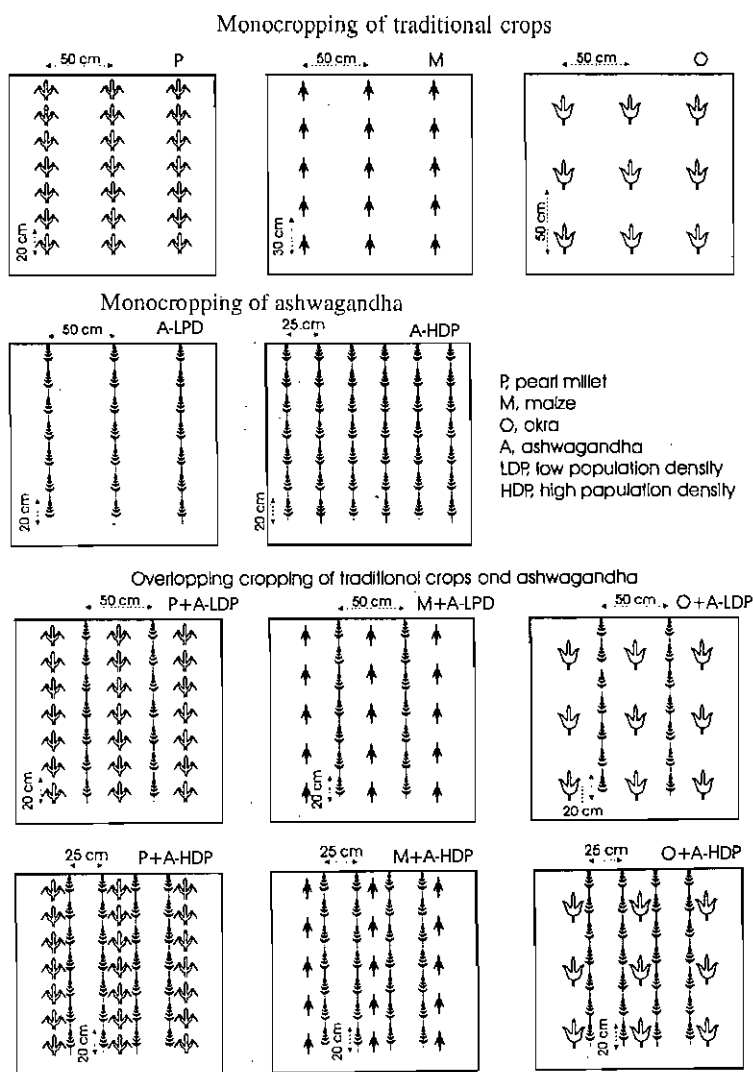 Monocropping of traditional crops
50 cm P
50 cm M
50 cm O
20 cm
30 cm
50 cm
Monocropping of ashwagandha
50 cm A-LPD
25 cm A-HDP
20 cm
20 cm
P, pearl millet
M, maize
O, okra
A, ashwagandha
LDP, low population density
HDP, high papulation density
Overlopping cropping of traditional crops and ashwagandha
50 cm P+A-LDP
50 cm M+A-LPD
50 cm O+A-LDP
20 cm
20 cm
20 cm
25 cm P+A-HDP
25 cm M+A-HDP
25 cm O+A-HDP
20 cm
20 cm
20 cm